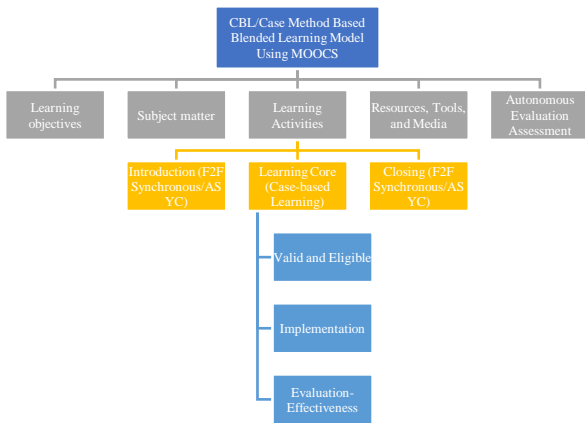 CBL/Case Method Based
Blended Learning Model
Using MOOCS
Learning
objectives
Subject matter
Learning
Activities
Resources, Tools,
and Media
Autonomous
Evaluation
Assessment
Introduction (F2F
Synchronous/AS
YC)
Learning Core
(Case-based
Learning)
Closing (F2F
Synchronous/AS
YC)
Valid and Eligible
Implementation
Evaluation-
Effectiveness